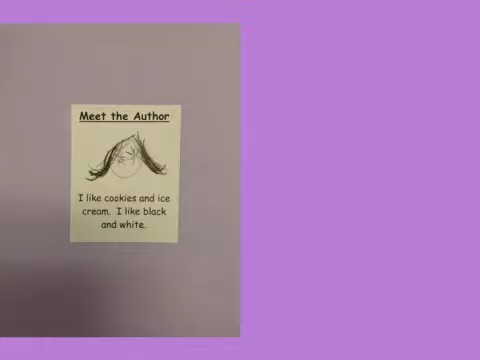 Meet the Author
I like cookies and ice
cream. I like black
and white.